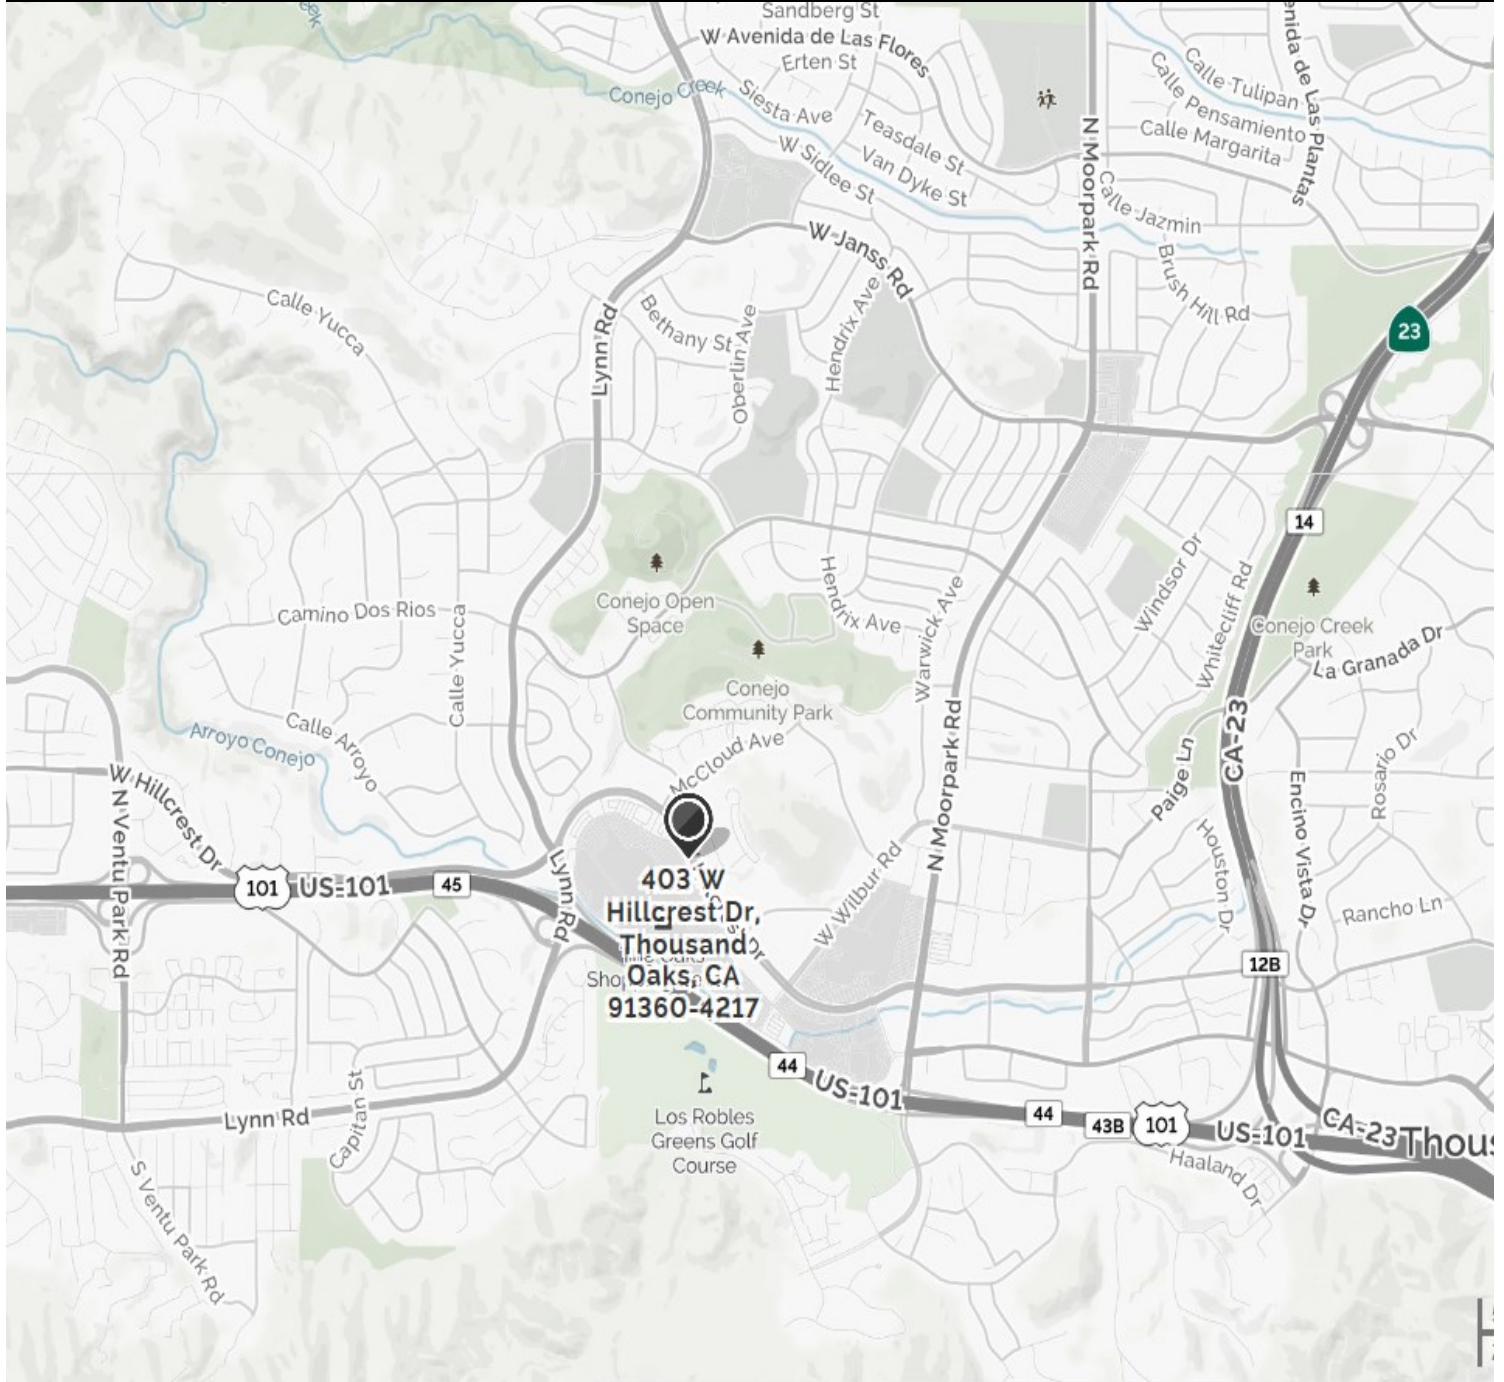 Sandberg St
W Avenida de Las Flores
Erten St
Conejo Creek
Siesta Ave
Teasdale St
W Sidlee St
Van Dyke St
N Moorpark Rd
Calle Tulipan
Calle Pensamiento
Calle Margarita
de Las Plantas
Calle Jazmin
Brush Hill Rd
W Janss Rd
Hendrix Ave
Calle Yucca
Lynn Rd
Bethany St
Oberlin Ave
23
14
Conejo Open
Space
Hendrix Ave
Warwick Ave
Windsor Dr
Whitecliff Rd
Conejo Creek
Park
La Granada Dr
Camino Dos Rios
Calle Yucca
Conejo
Community Park
N Moorpark Rd
CA-23
Paige Ln
Rosario Dr
Encino Vista Dr
Arroyo Conejo
Calle Arroyo
McCloud Ave
W Hillcrest Dr
N Ventu Park Rd
101
US-101
45
Lynn Rd
403 W
Hillcrest Dr,
Thousand
Oaks, CA
91360-4217
W Wilbur Rd
Houston Dr
Rancho Ln
12B
44
US-101
44
43B
101
US-101
CA-23
Haaland Dr
Los Robles
Greens Golf
Course
Lynn Rd
Capitan St
S Ventu Park Rd